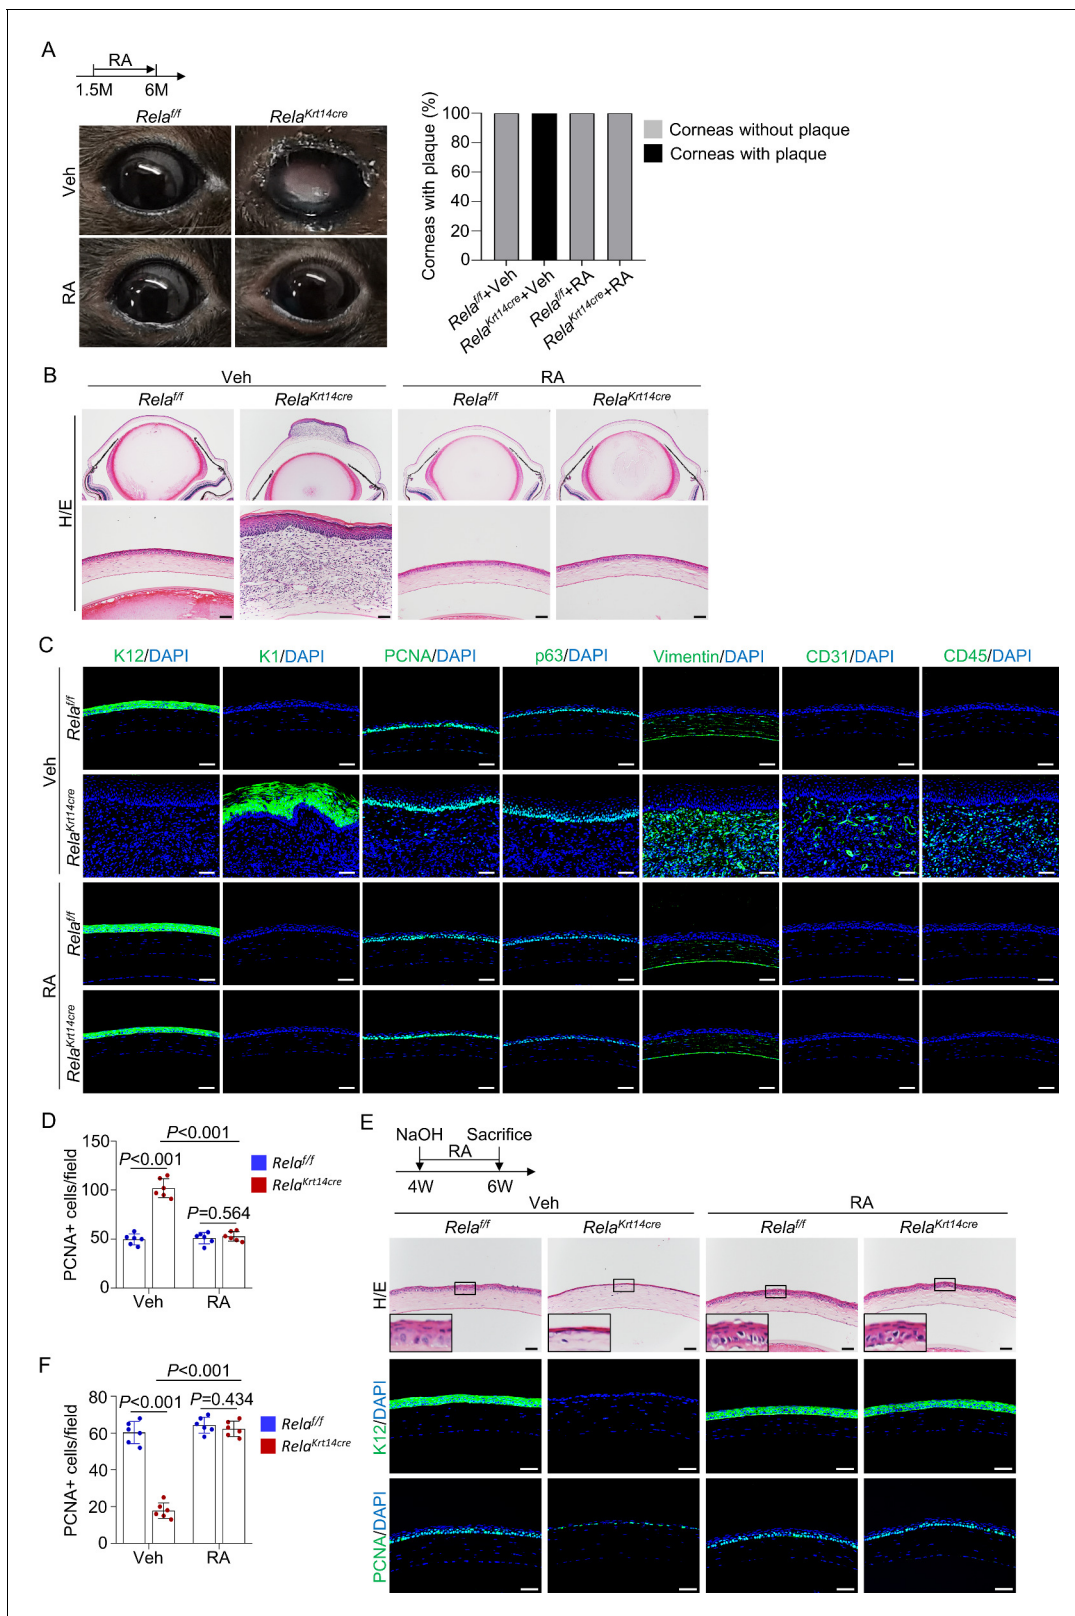 A
RA
1.5M 6M
Rela^f/f Rela^Krt14cre
Veh
RA
Corneas with plaque (%)
100
80
60
40
20
0
Rela^f/f+Veh
Rela^Krt14cre+Veh
Rela^f/f+RA
Rela^Krt14cre+RA
Corneas without plaque
Corneas with plaque
B
Veh RA
Rela^f/f Rela^Krt14cre Rela^f/f Rela^Krt14cre
H/E
C
K12/DAPI K1/DAPI PCNA/DAPI p63/DAPI Vimentin/DAPI CD31/DAPI CD45/DAPI
Veh
Rela^f/f
Rela^Krt14cre
RA
Rela^f/f
Rela^Krt14cre
D
PCNA+ cells/field
150
100
50
0
P<0.001
P<0.001
P=0.564
Veh RA
Rela^f/f
Rela^Krt14cre
E
NaOH Sacrifice
RA
4W 6W
Veh RA
Rela^f/f Rela^Krt14cre Rela^f/f Rela^Krt14cre
H/E
K12/DAPI
PCNA/DAPI
F
PCNA+ cells/field
80
60
40
20
0
P<0.001
P<0.001
P=0.434
Veh RA
Rela^f/f
Rela^Krt14cre